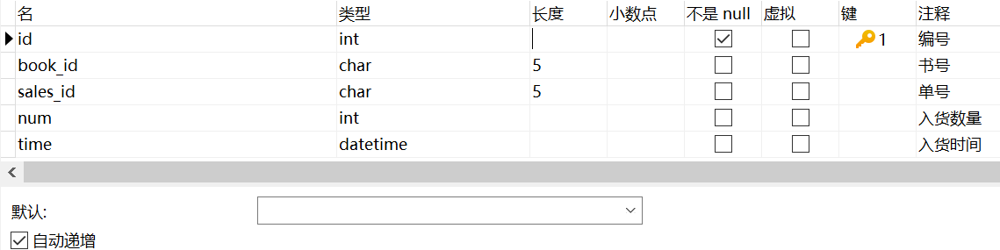 名 类型 长度 小数点 不是 null 虚拟 键 注释
id int 1 编号
book_id char 5 书号
sales_id char 5 单号
num int 入货数量
time datetime 入货时间
默认:
自动递增